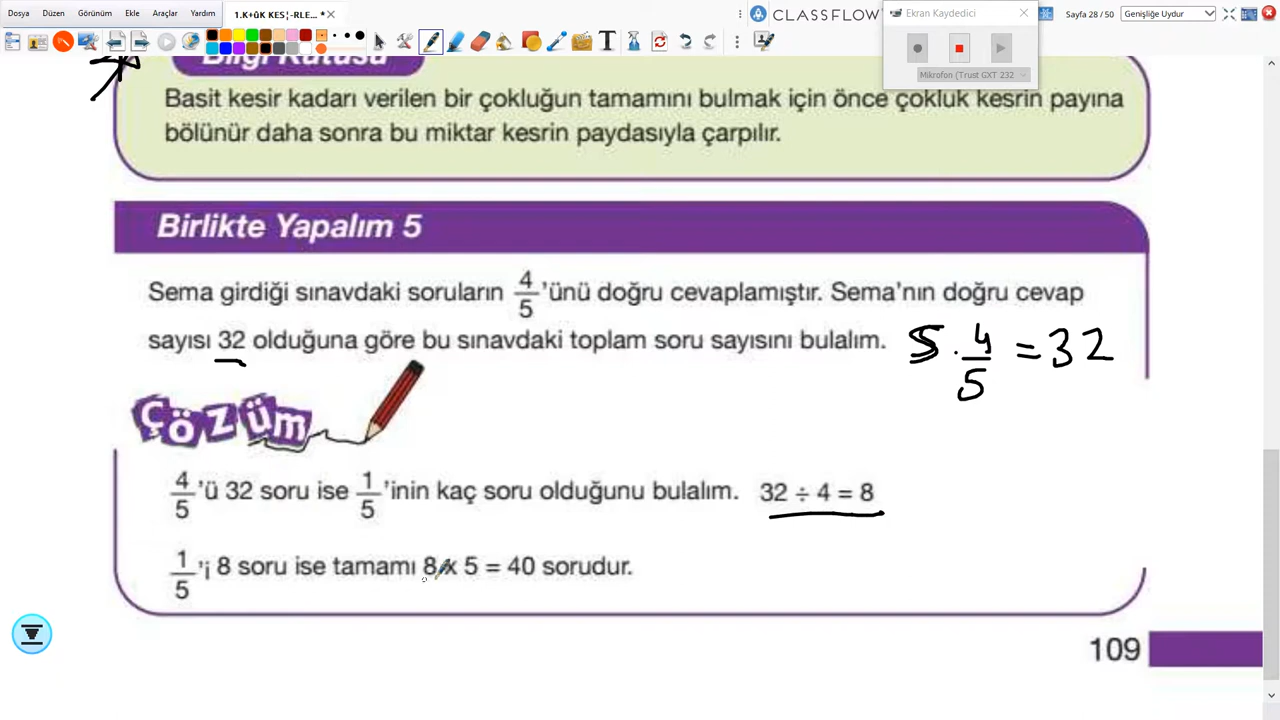 Dosya Düzen Görünüm Ekle Araçlar Yardım
1.K+ûK KES¦-RLE...*
CLASSFLOW
Ekran Kaydedici
Sayfa 28 / 50
Genişliğe Uydur
Mikrofon (Trust GXT 232
Bilgi Kutusu
Basit kesir kadarı verilen bir çokluğun tamamını bulmak için önce çokluk kesrin payına
bölünür daha sonra bu miktar kesrin paydasıyla çarpılır.
Birlikte Yapalım 5
Sema girdiği sınavdaki soruların 4/5'ünü doğru cevaplamıştır. Sema'nın doğru cevap
sayısı 32 olduğuna göre bu sınavdaki toplam soru sayısını bulalım.
S . 4/5 = 32
Çözüm
4/5'ü 32 soru ise 1/5'inin kaç soru olduğunu bulalım. 32 ÷ 4 = 8
1/5'i 8 soru ise tamamı 8 x 5 = 40 sorudur.
109